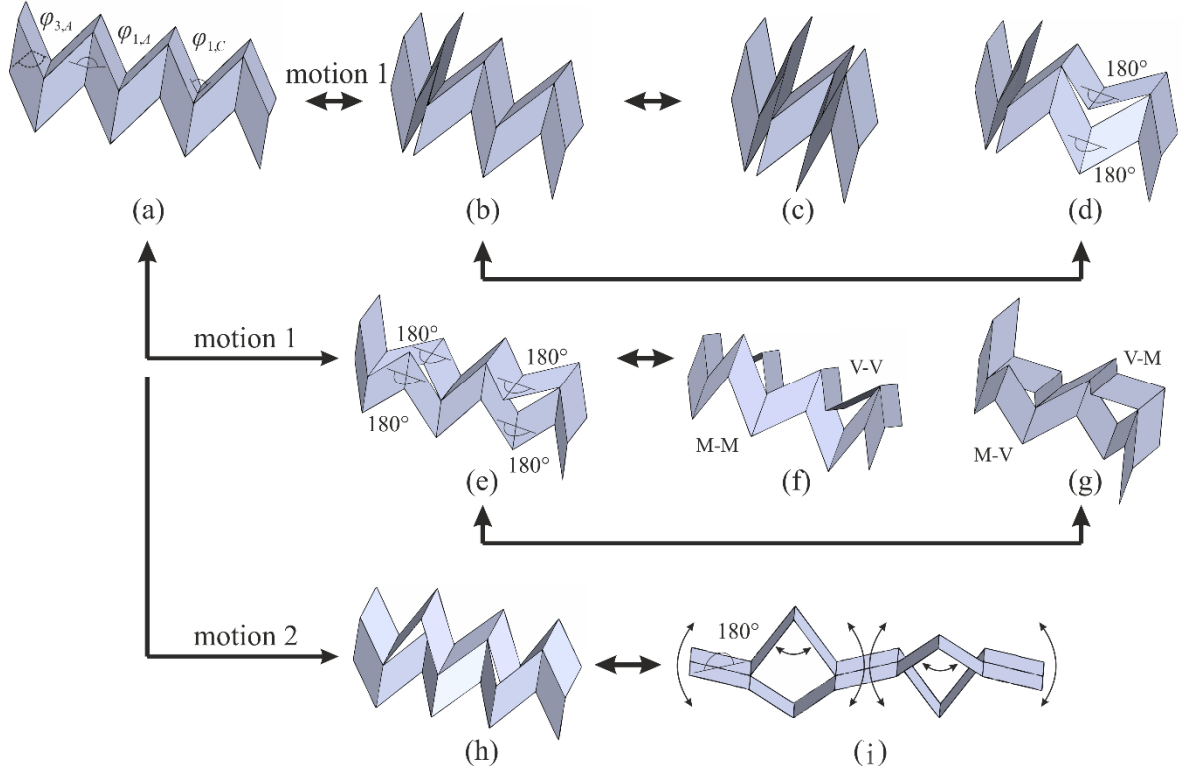 φ3,A
φ1,A
φ1,C
motion 1
180°
180°
(a)
(b)
(c)
(d)
motion 1
180°
180°
180°
180°
V-V
M-M
V-M
M-V
(e)
(f)
(g)
motion 2
180°
(h)
(i)